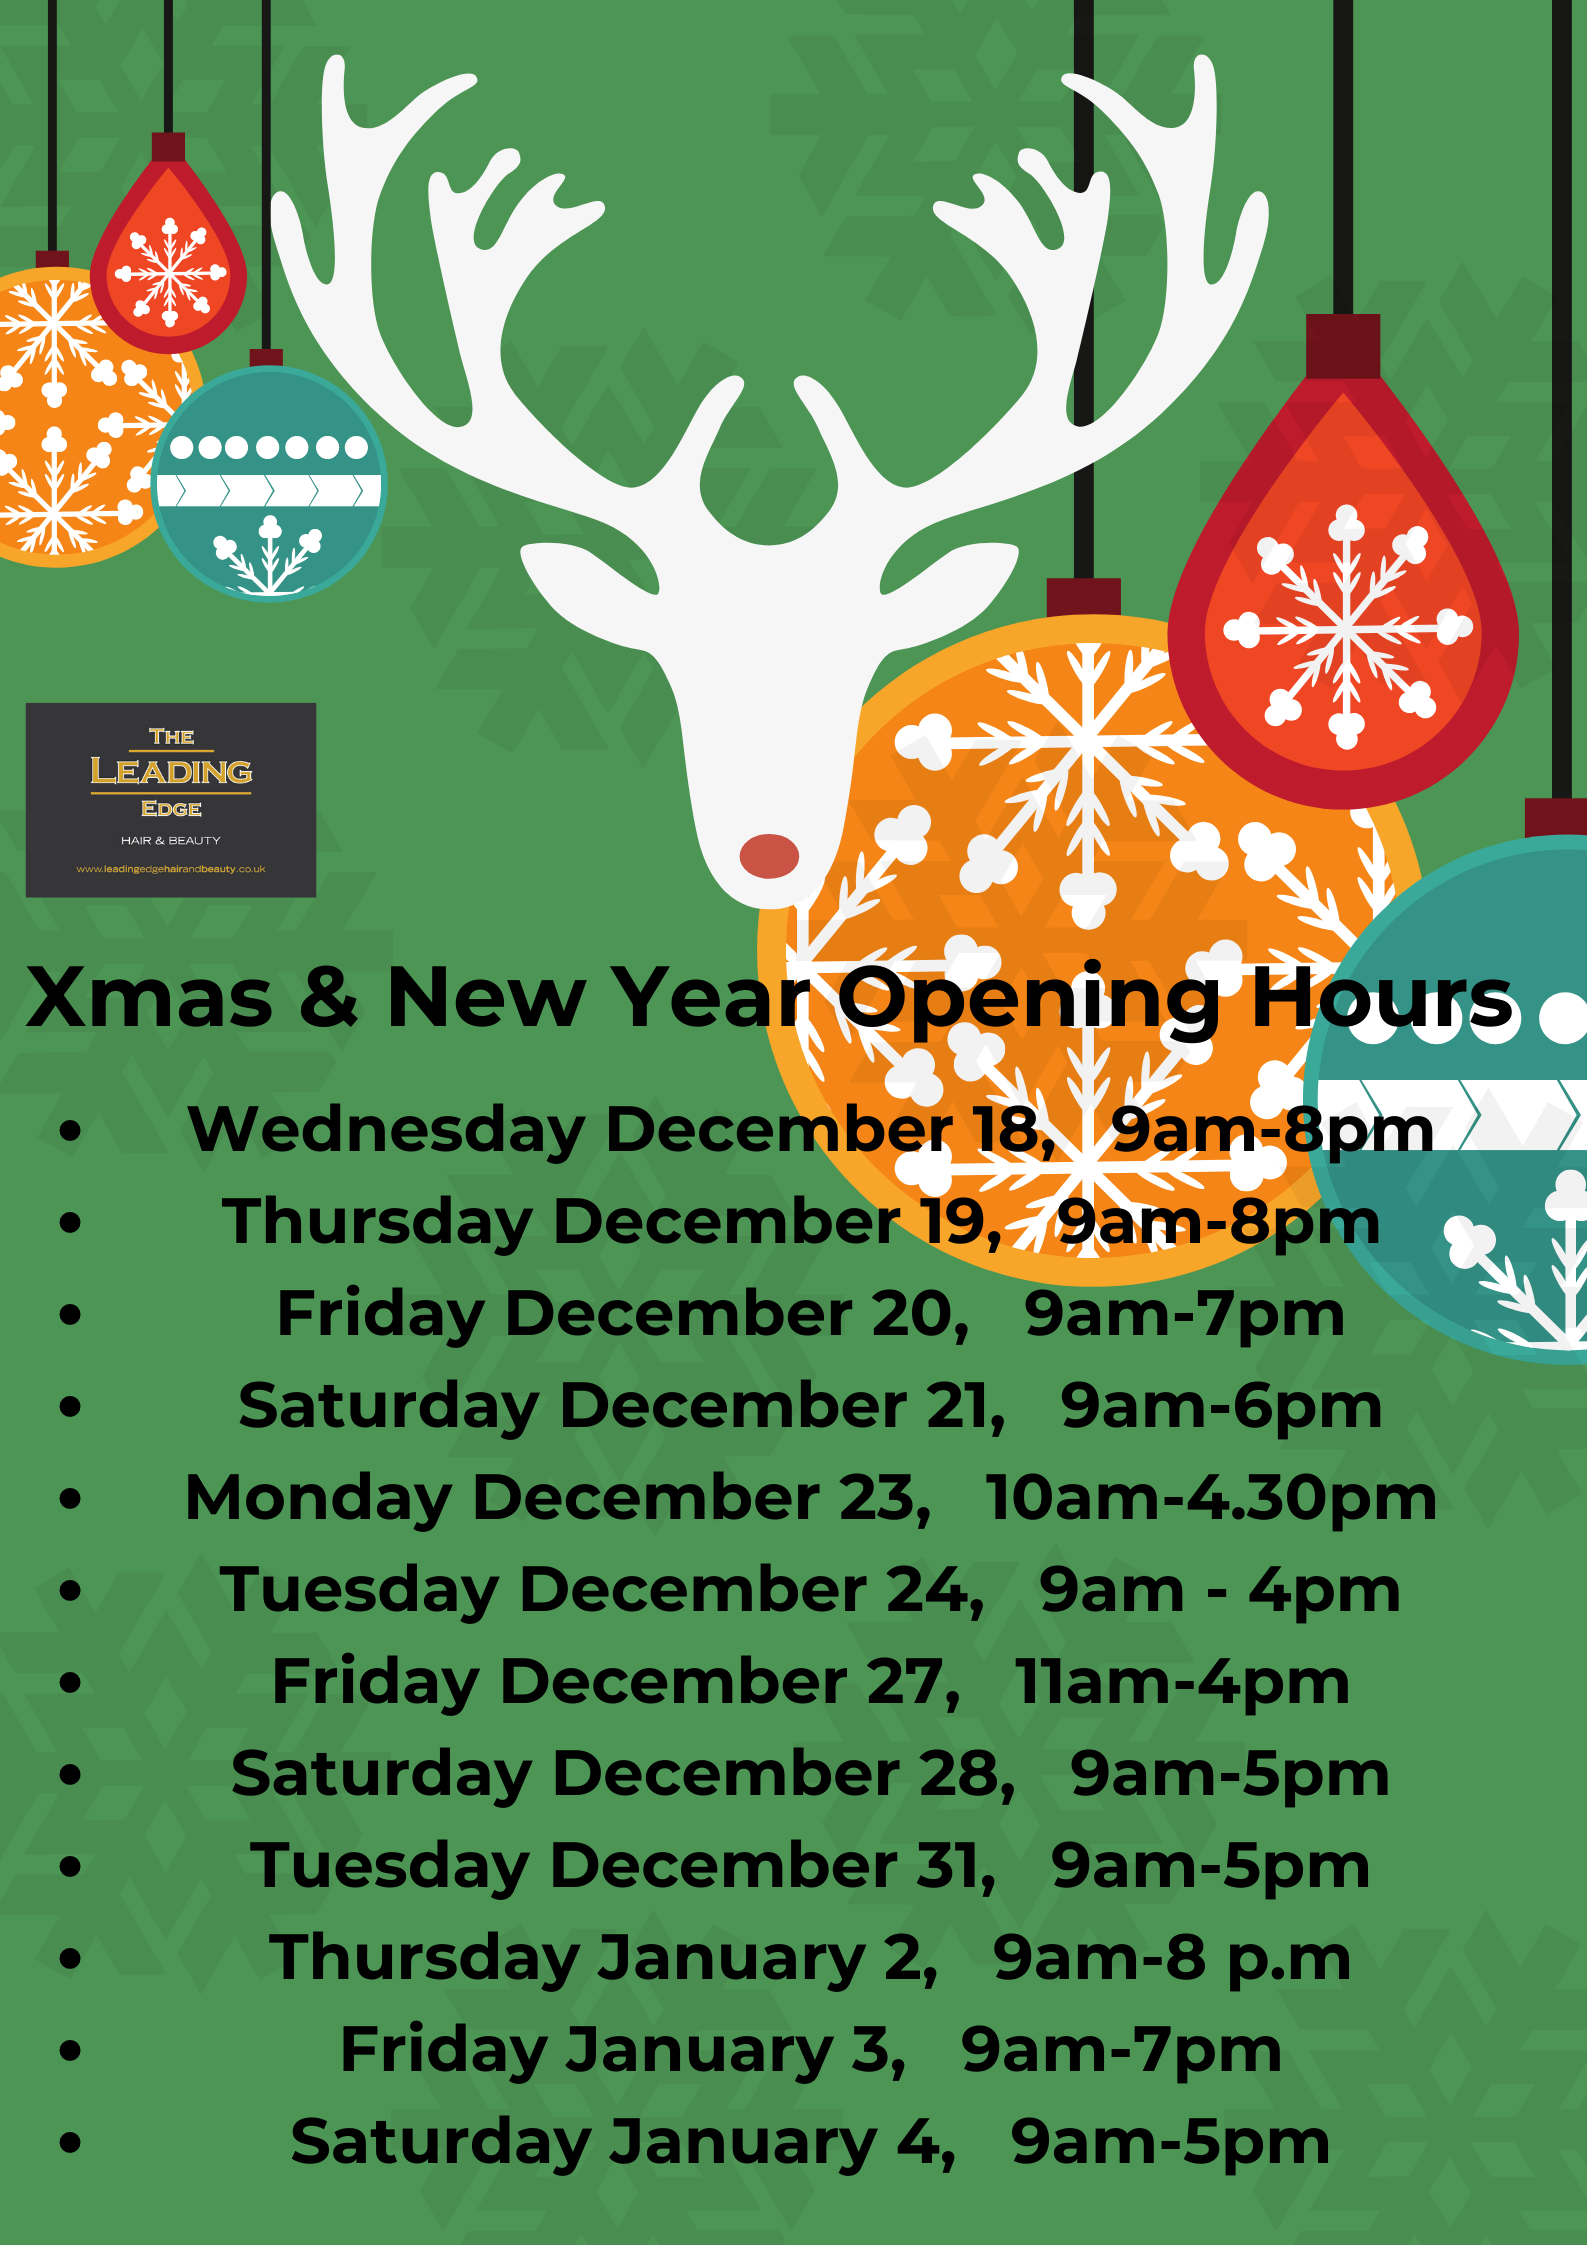 The
Leading
Edge
HAIR & BEAUTY
www.leadingedgehairandbeauty.co.uk
Xmas & New Year Opening Hours
• Wednesday December 18, 9am-8pm
• Thursday December 19, 9am-8pm
• Friday December 20, 9am-7pm
• Saturday December 21, 9am-6pm
• Monday December 23, 10am-4.30pm
• Tuesday December 24, 9am - 4pm
• Friday December 27, 11am-4pm
• Saturday December 28, 9am-5pm
• Tuesday December 31, 9am-5pm
• Thursday January 2, 9am-8 p.m
• Friday January 3, 9am-7pm
• Saturday January 4, 9am-5pm